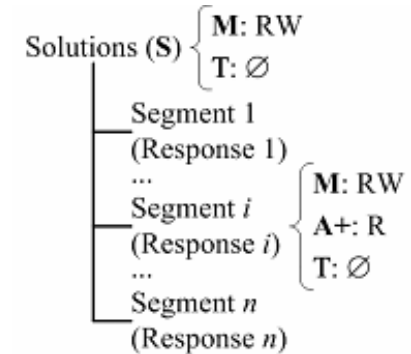 Solutions (S)
M: RW
T: ∅
Segment 1
(Response 1)
...
Segment i
(Response i)
M: RW
A+: R
T: ∅
...
Segment n
(Response n)